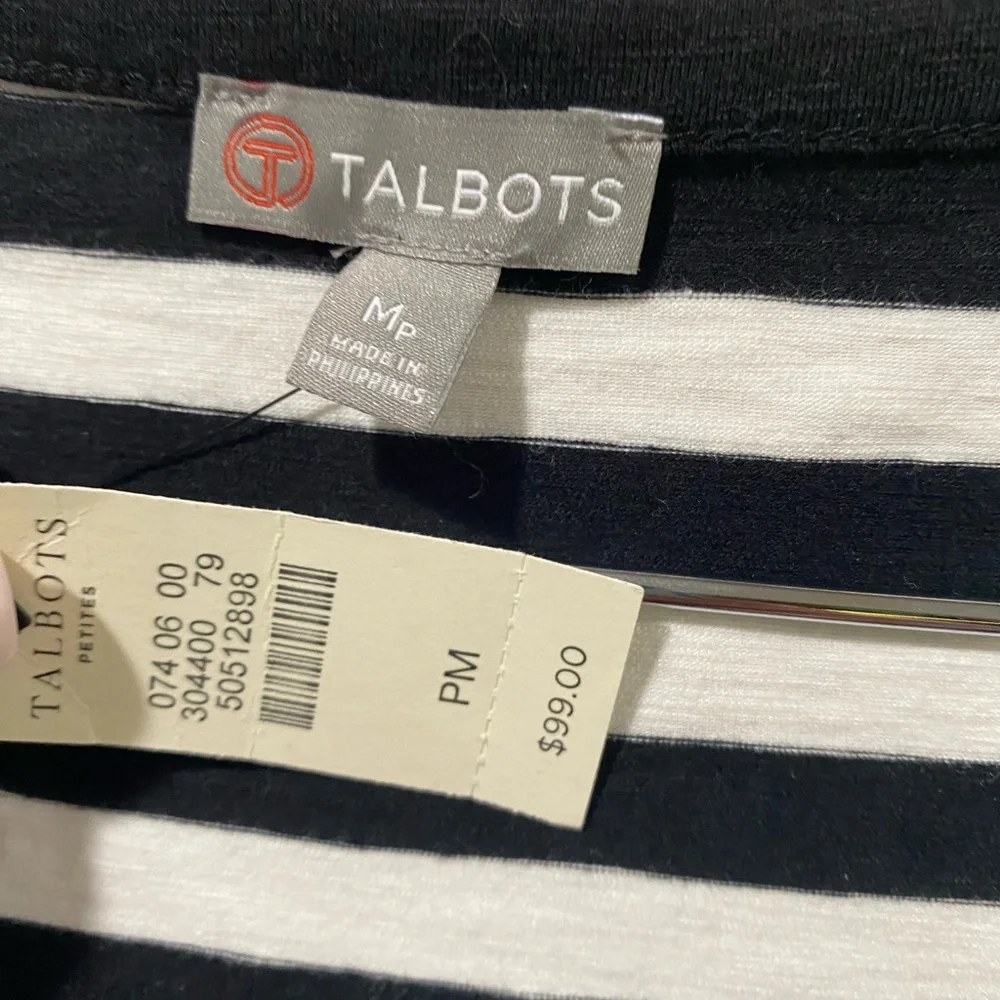 TALBOTS
MP
MADE IN
PHILIPPINES
TALBOTS
PETITES
074 06 00
304400 79
50512898
PM
$99.00